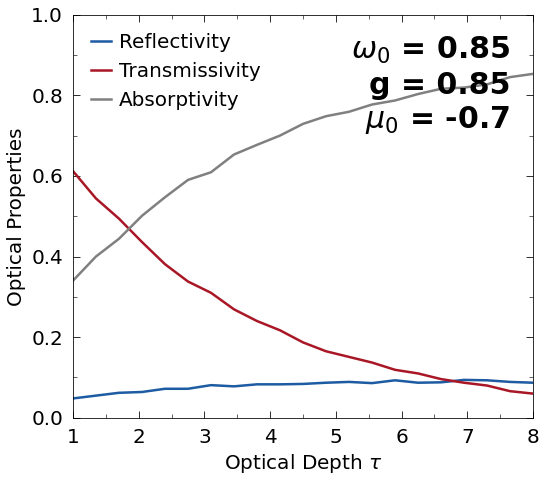 1.0
0.8
0.6
0.4
0.2
0.0
Optical Properties
Reflectivity
Transmissivity
Absorptivity
ω₀ = 0.85
g = 0.85
μ₀ = -0.7
1 2 3 4 5 6 7 8
Optical Depth τ